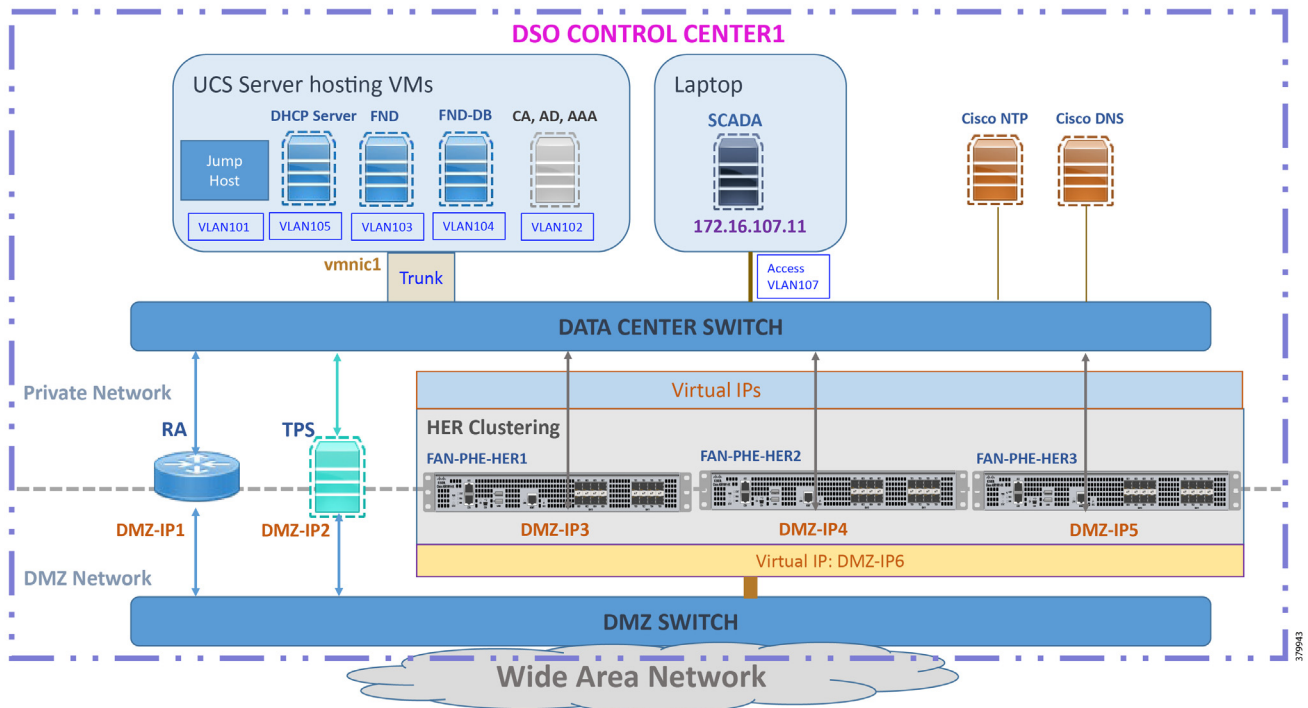 DSO CONTROL CENTER1
UCS Server hosting VMs
Laptop
DHCP Server
FND
FND-DB
CA, AD, AAA
SCADA
Cisco NTP
Cisco DNS
Jump
Host
172.16.107.11
VLAN101
VLAN105
VLAN103
VLAN104
VLAN102
vmnic1
Trunk
Access
VLAN107
DATA CENTER SWITCH
Private Network
Virtual IPs
RA
TPS
HER Clustering
FAN-PHE-HER1
FAN-PHE-HER2
FAN-PHE-HER3
DMZ-IP1
DMZ-IP2
DMZ-IP3
DMZ-IP4
DMZ-IP5
Virtual IP: DMZ-IP6
DMZ Network
DMZ SWITCH
Wide Area Network
379943